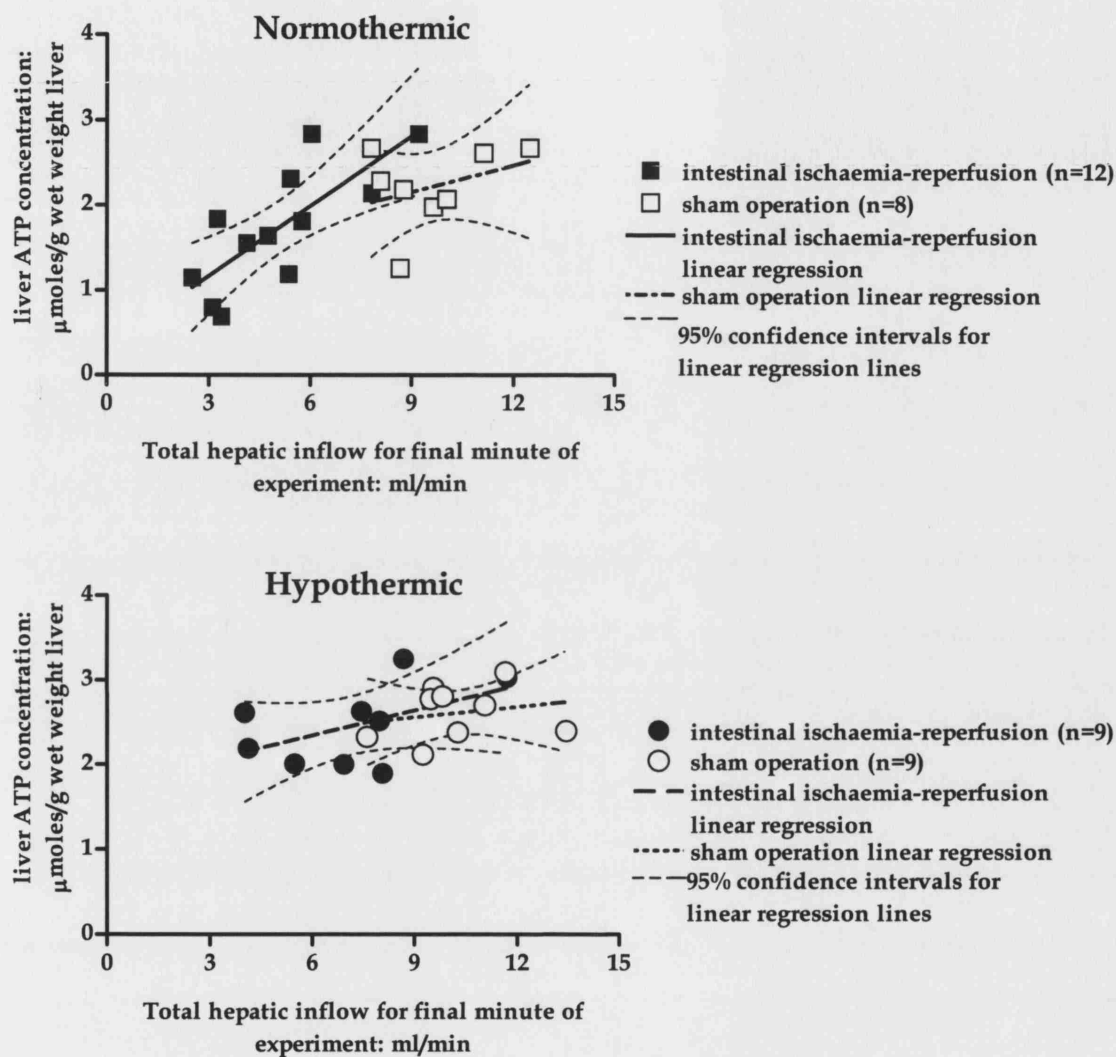 Normothermic
liver ATP concentration:
μmoles/g wet weight liver
4
3
2
1
0
0 3 6 9 12 15
Total hepatic inflow for final minute of
experiment: ml/min
intestinal ischaemia-reperfusion (n=12)
sham operation (n=8)
intestinal ischaemia-reperfusion
linear regression
sham operation linear regression
95% confidence intervals for
linear regression lines
Hypothermic
liver ATP concentration:
μmoles/g wet weight liver
4
3
2
1
0
0 3 6 9 12 15
Total hepatic inflow for final minute of
experiment: ml/min
intestinal ischaemia-reperfusion (n=9)
sham operation (n=9)
intestinal ischaemia-reperfusion
linear regression
sham operation linear regression
95% confidence intervals for
linear regression lines